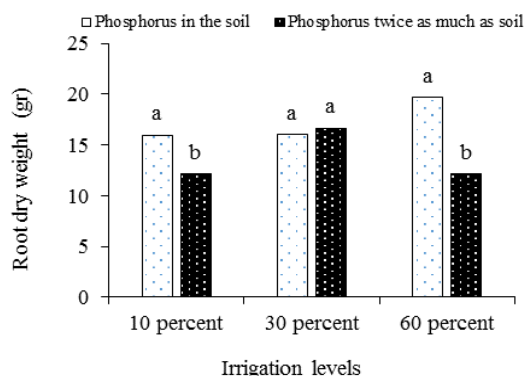 Phosphorus in the soil Phosphorus twice as much as soil
Root dry weight (gr)
25
20
15
10
5
0
a b a a a b
10 percent 30 percent 60 percent
Irrigation levels